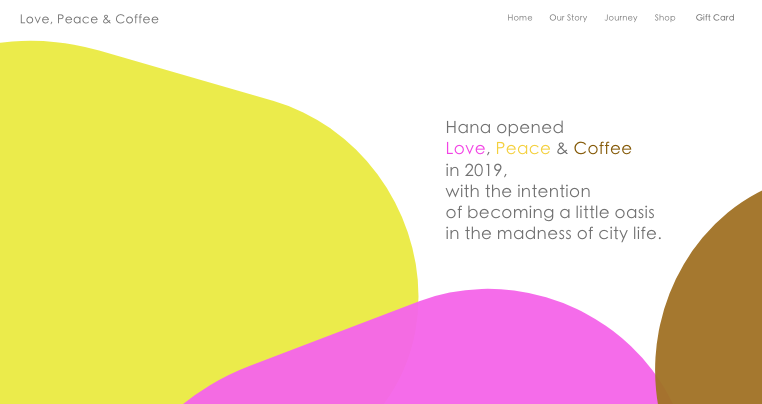 Love, Peace & Coffee
Home Our Story Journey Shop Gift Card
Hana opened
Love, Peace & Coffee
in 2019,
with the intention
of becoming a little oasis
in the madness of city life.